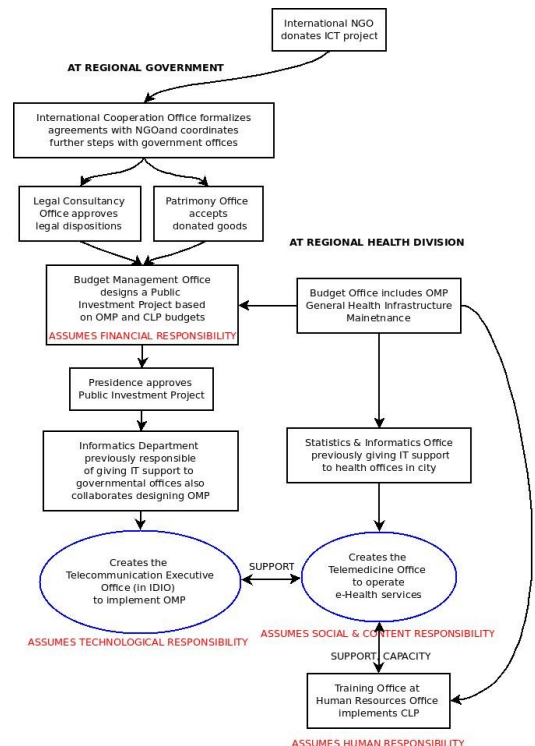 International NGO
donates ICT project
AT REGIONAL GOVERNMENT
International Cooperation Office formalizes
agreements with NGOand coordinates
further steps with government offices
Legal Consultancy
Office approves
legal dispositions
Patrimony Office
accepts
donated goods
AT REGIONAL HEALTH DIVISION
Budget Management Office
designs a Public
Investment Project based
on OMP and CLP budgets
ASSUMES FINANCIAL RESPONSIBILITY
Budget Office includes OMP
General Health Infrastructure
Mainetnance
Presidence approves
Public Investment Project
Informatics Department
previously responsible
of giving IT support to
governmental offices also
collaborates designing OMP
Statistics & Informatics Office
previously giving IT support
to health offices in city
Creates the
Telecommunication Executive
Office (in IDIO)
to implement OMP
SUPPORT
Creates the
Telemedicine Office
to operate
e-Health services
ASSUMES TECHNOLOGICAL RESPONSIBILITY
ASSUMES SOCIAL & CONTENT RESPONSIBILITY
SUPPORT, CAPACITY
Training Office at
Human Resources Office
implements CLP
ASSUMES HUMAN RESPONSIBILITY